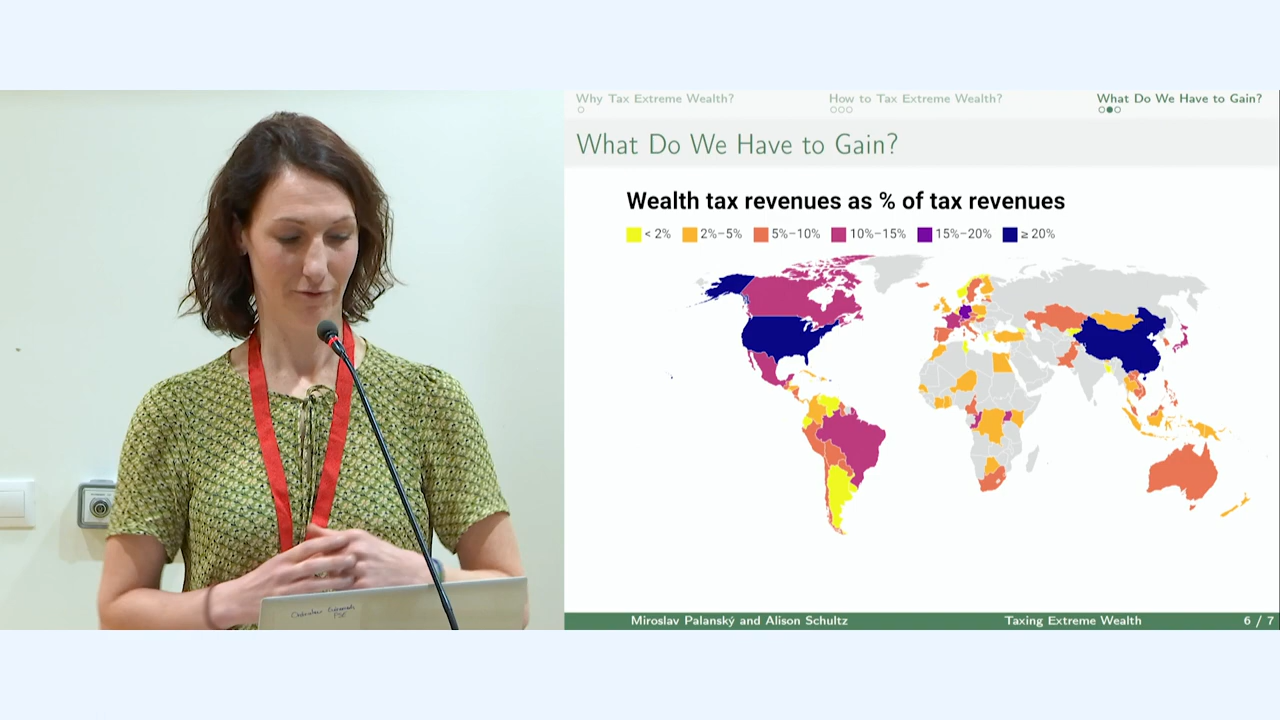 Why Tax Extreme Wealth?
How to Tax Extreme Wealth?
What Do We Have to Gain?
What Do We Have to Gain?
Wealth tax revenues as % of tax revenues
< 2% 2%–5% 5%–10% 10%–15% 15%–20% ≥ 20%
Miroslav Palanský and Alison Schultz
Taxing Extreme Wealth
6 / 7
PSE